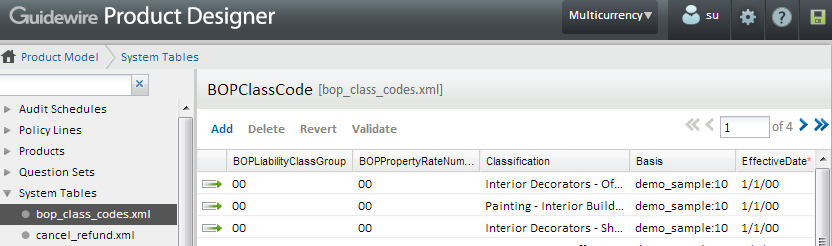 Guidewire Product Designer
Multicurrency
su
Product Model
System Tables
Audit Schedules
Policy Lines
Products
Question Sets
System Tables
bop_class_codes.xml
cancel_refund.xml
BOPClassCode [bop_class_codes.xml]
Add Delete Revert Validate
1 of 4
BOPLiabilityClassGroup BOPPropertyRateNum... Classification Basis EffectiveDate*
00 00 Interior Decorators - Of... demo_sample:10 1/1/00
00 00 Painting - Interior Build... demo_sample:10 1/1/00
00 00 Interior Decorators - Sh... demo_sample:10 1/1/00